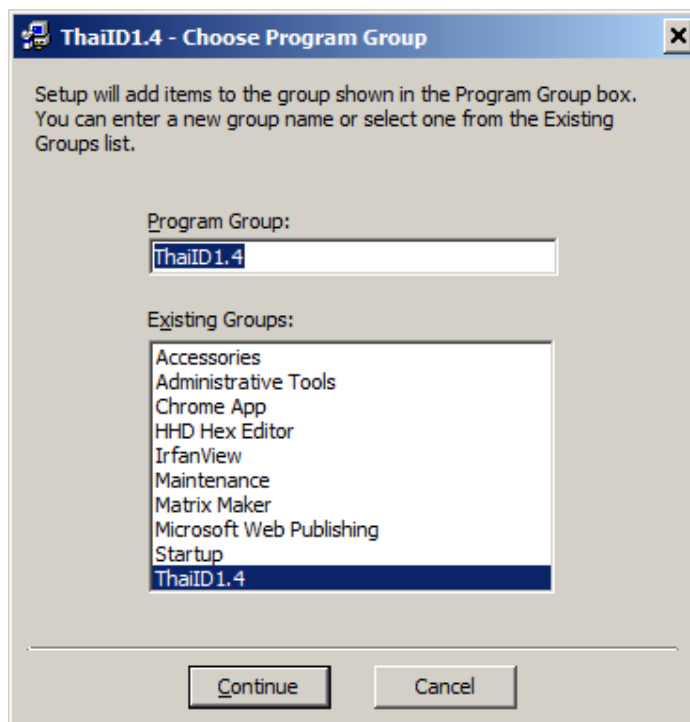 ThaiID1.4 - Choose Program Group
Setup will add items to the group shown in the Program Group box.
You can enter a new group name or select one from the Existing
Groups list.
Program Group:
ThaiID1.4
Existing Groups:
Accessories
Administrative Tools
Chrome App
HHD Hex Editor
IrfanView
Maintenance
Matrix Maker
Microsoft Web Publishing
Startup
ThaiID1.4
Continue Cancel